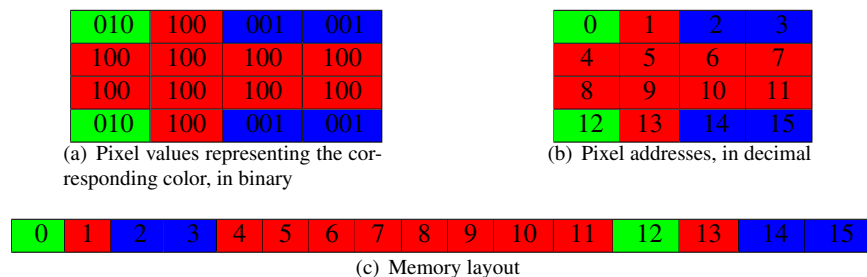 010 100 001 001
100 100 100 100
100 100 100 100
010 100 001 001
(a) Pixel values representing the cor-
responding color, in binary
0 1 2 3
4 5 6 7
8 9 10 11
12 13 14 15
(b) Pixel addresses, in decimal
0 1 2 3 4 5 6 7 8 9 10 11 12 13 14 15
(c) Memory layout